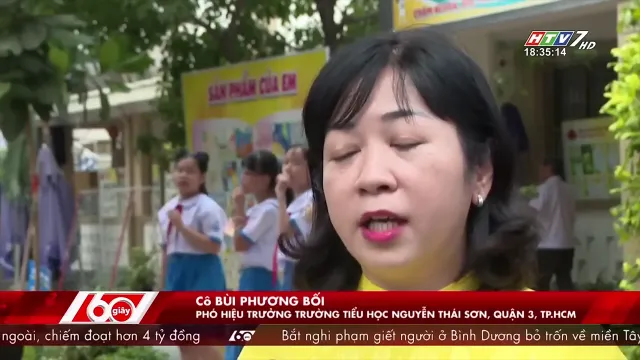 HTV7 HD
18:35:14
SẢN PHẨM CỦA EM
60 giây
Cô BÙI PHƯƠNG BỐI
PHÓ HIỆU TRƯỞNG TRƯỜNG TIỂU HỌC NGUYỄN THÁI SƠN, QUẬN 3, TP.HCM
ngoài, chiếm đoạt hơn 4 tỷ đồng
Bắt nghi phạm giết người ở Bình Dương bỏ trốn về miền Tây